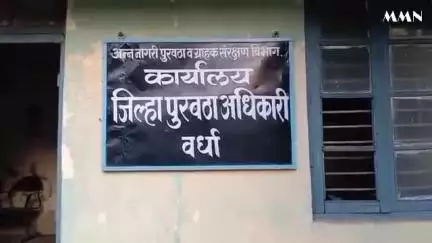 MMN
अन्न नागरी पुरवठा व ग्राहक संरक्षण विभाग.
कार्यालय
जिल्हा पुरवठा अधिकारी
वर्धा